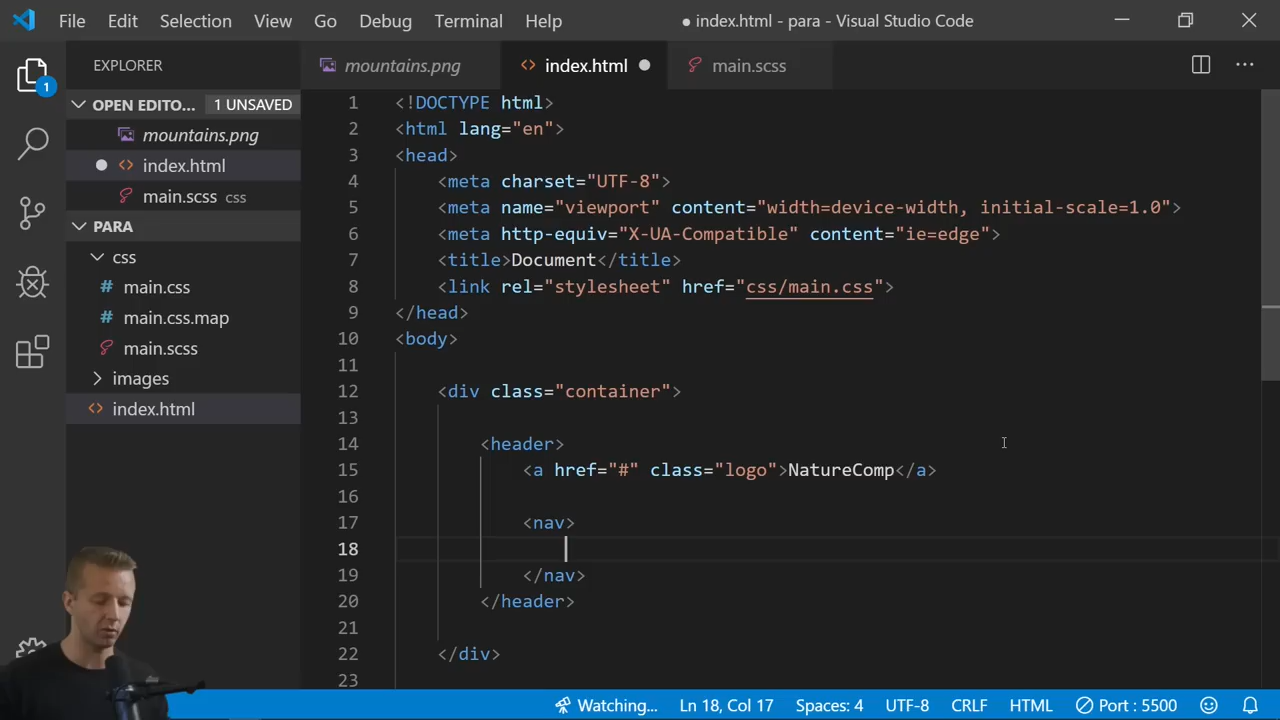 File Edit Selection View Go Debug Terminal Help ● index.html - para - Visual Studio Code
EXPLORER
mountains.png index.html main.scss
OPEN EDITO... 1 UNSAVED
mountains.png
index.html
main.scss css
PARA
css
main.css
main.css.map
main.scss
images
index.html
1
1 <!DOCTYPE html>
2 <html lang="en">
3 <head>
4 <meta charset="UTF-8">
5 <meta name="viewport" content="width=device-width, initial-scale=1.0">
6 <meta http-equiv="X-UA-Compatible" content="ie=edge">
7 <title>Document</title>
8 <link rel="stylesheet" href="css/main.css">
9 </head>
10 <body>
11
12 <div class="container">
13
14 <header>
15 <a href="#" class="logo">NatureComp</a>
16
17 <nav>
18
19 </nav>
20 </header>
21
22 </div>
23
Watching... Ln 18, Col 17 Spaces: 4 UTF-8 CRLF HTML Port : 5500